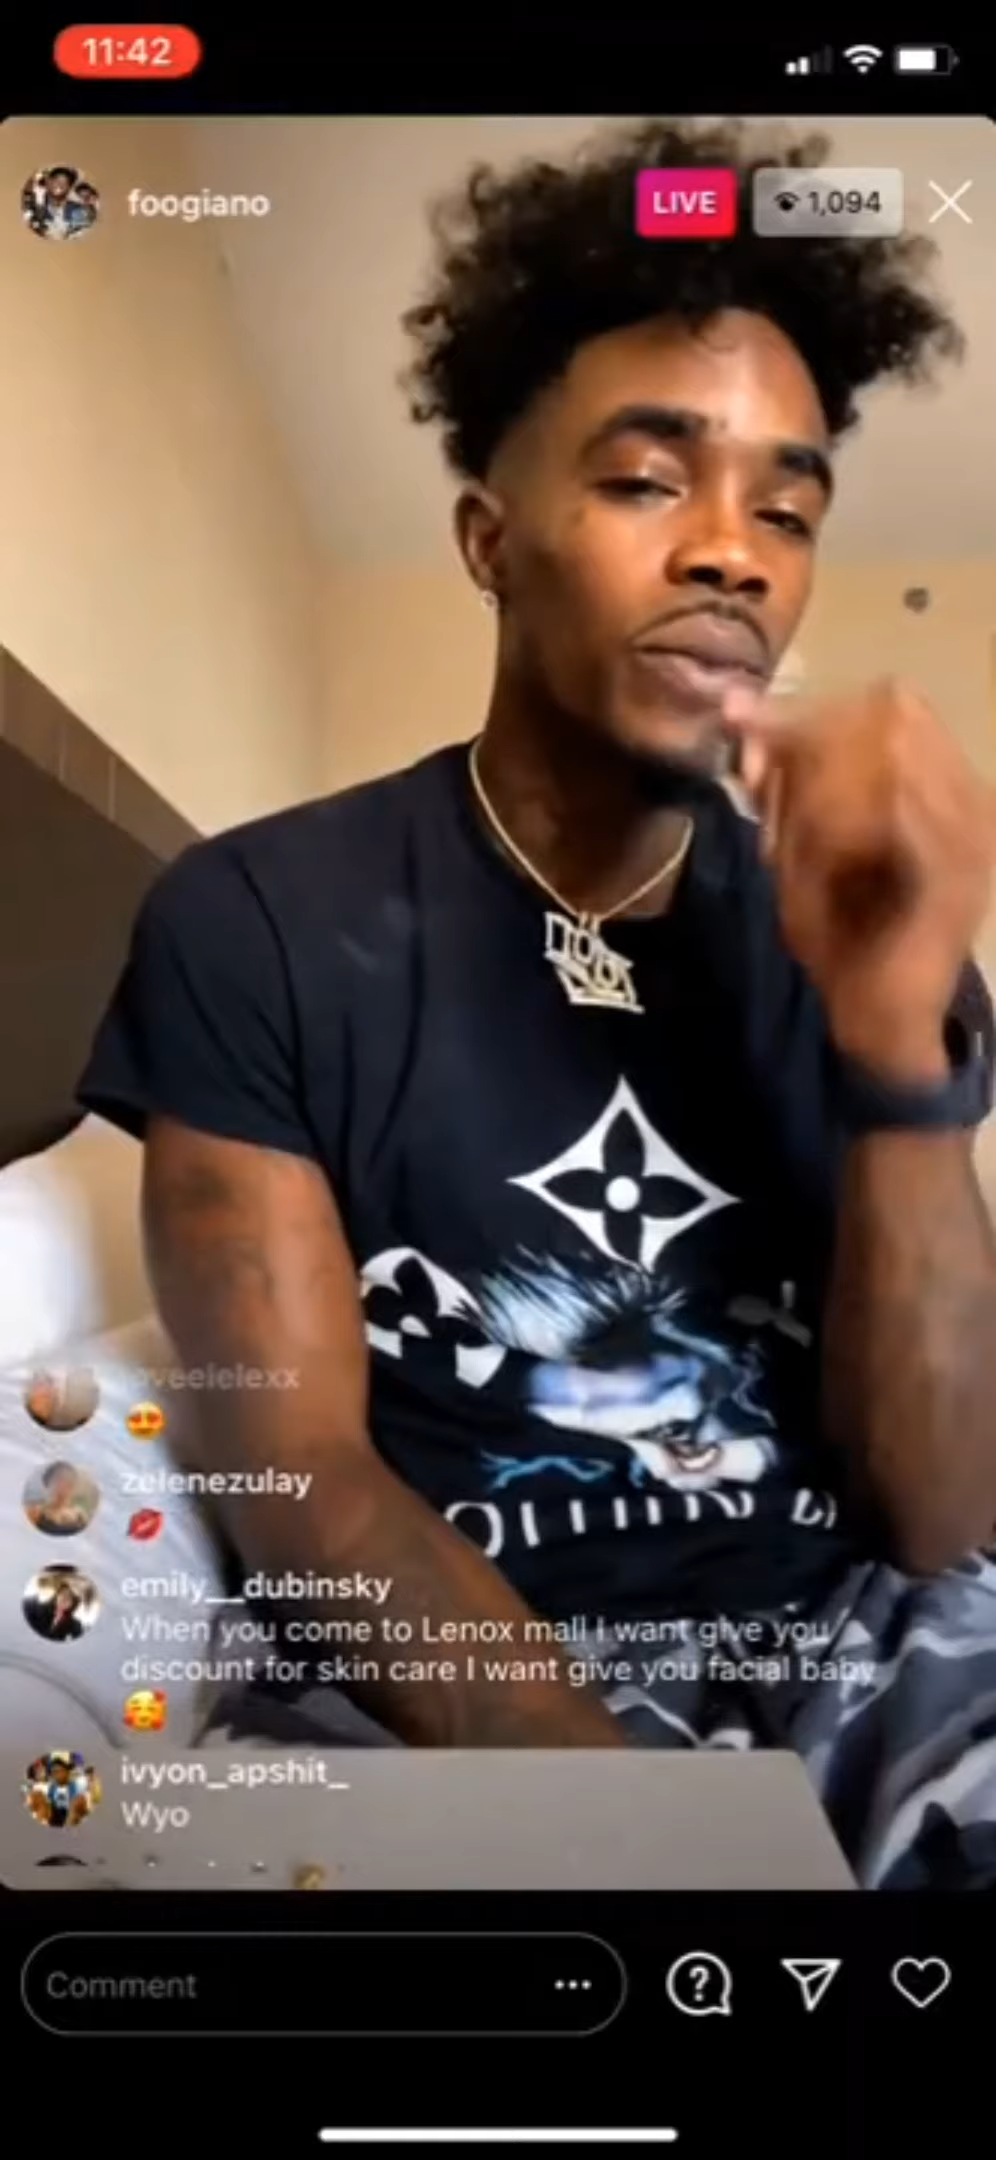 11:42
foogiano
LIVE
1,094
zelenezulay
emily__dubinsky
When you come to Lenox mall I want give you
discount for skin care I want give you facial baby
ivyon_apshit_
Wyo
Comment